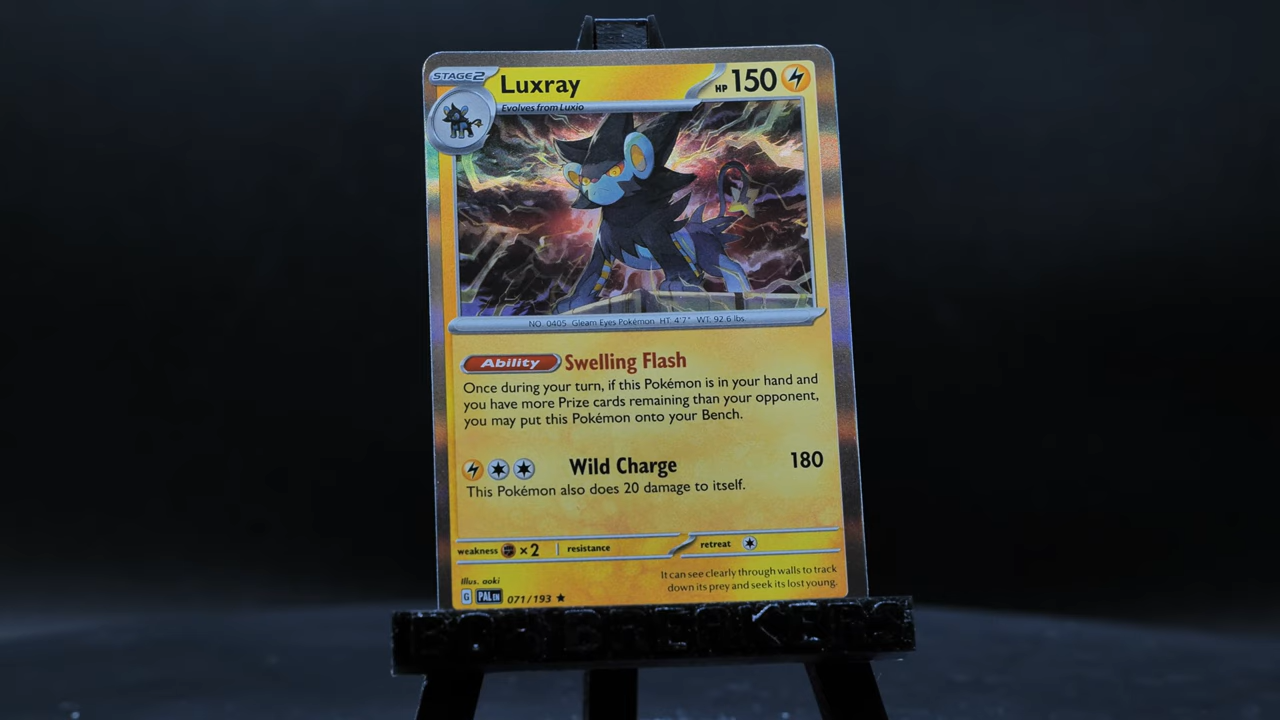 STAGE2
Luxray
HP 150
Evolves from Luxio
NO 0405 Gleam Eyes Pokémon HT 4'7" WT. 92.6 lbs
Ability Swelling Flash
Once during your turn, if this Pokémon is in your hand and
you have more Prize cards remaining than your opponent,
you may put this Pokémon onto your Bench.
Wild Charge 180
This Pokémon also does 20 damage to itself.
weakness ×2 resistance retreat
Illus. aoki
It can see clearly through walls to track
down its prey and seek its lost young.
G PAL EN 071/193
BREAKERS